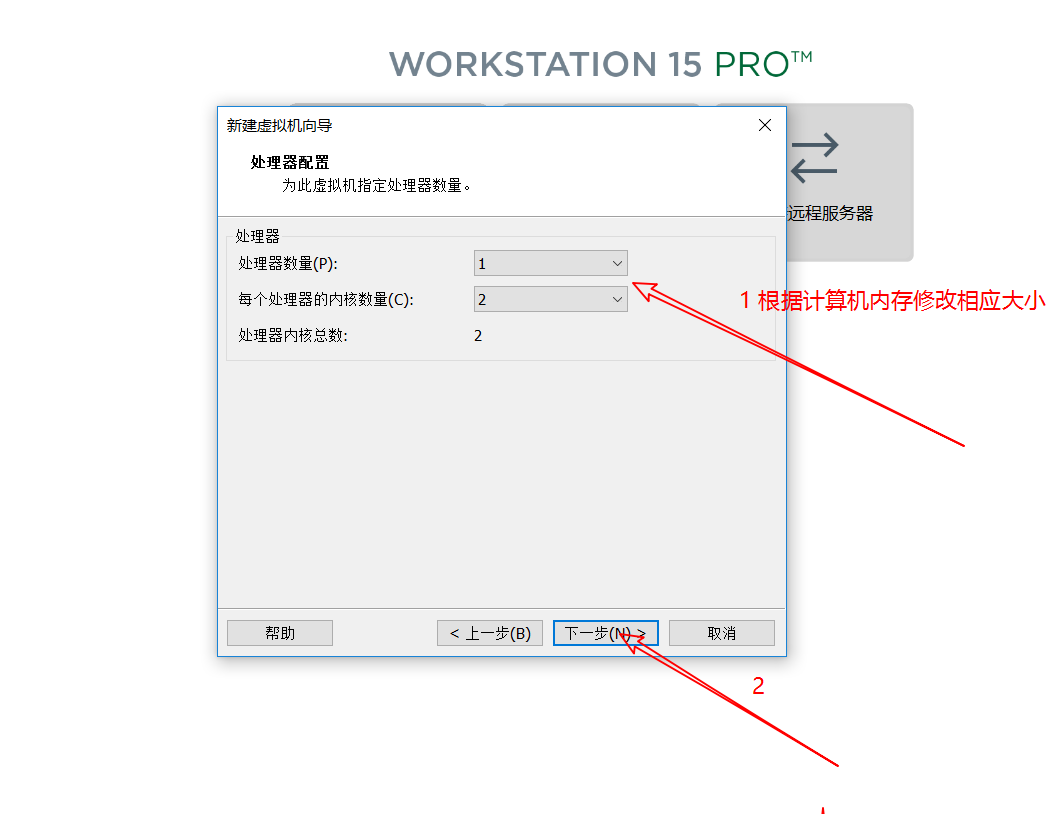 WORKSTATION 15 PRO™
新建虚拟机向导
处理器配置
为此虚拟机指定处理器数量。
远程服务器
处理器
处理器数量(P):
1
每个处理器的内核数量(C):
2
1 根据计算机内存修改相应大小
处理器内核总数:
2
帮助
< 上一步(B)
下一步(N) >
取消
2